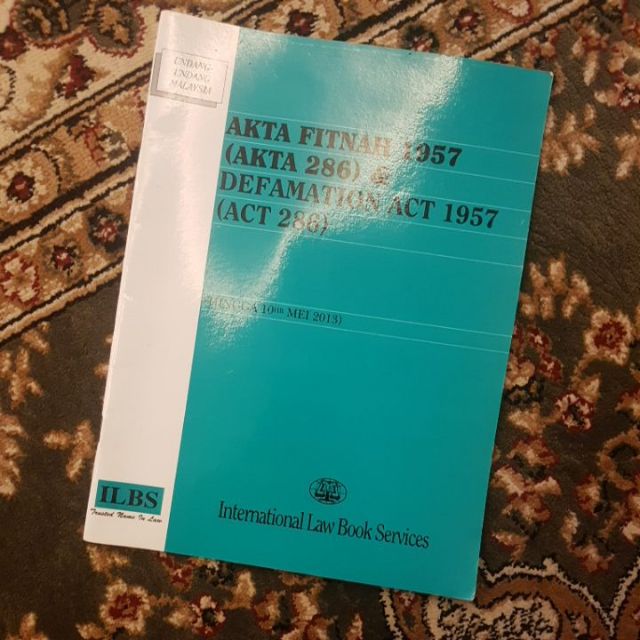 UNDANG-
UNDANG
MALAYSIA
AKTA FITNAH 1957
(AKTA 286) &
DEFAMATION ACT 1957
(ACT 286)
(HINGGA 10HB MEI 2013)
ILBS
Trusted Name In Law
International Law Book Services